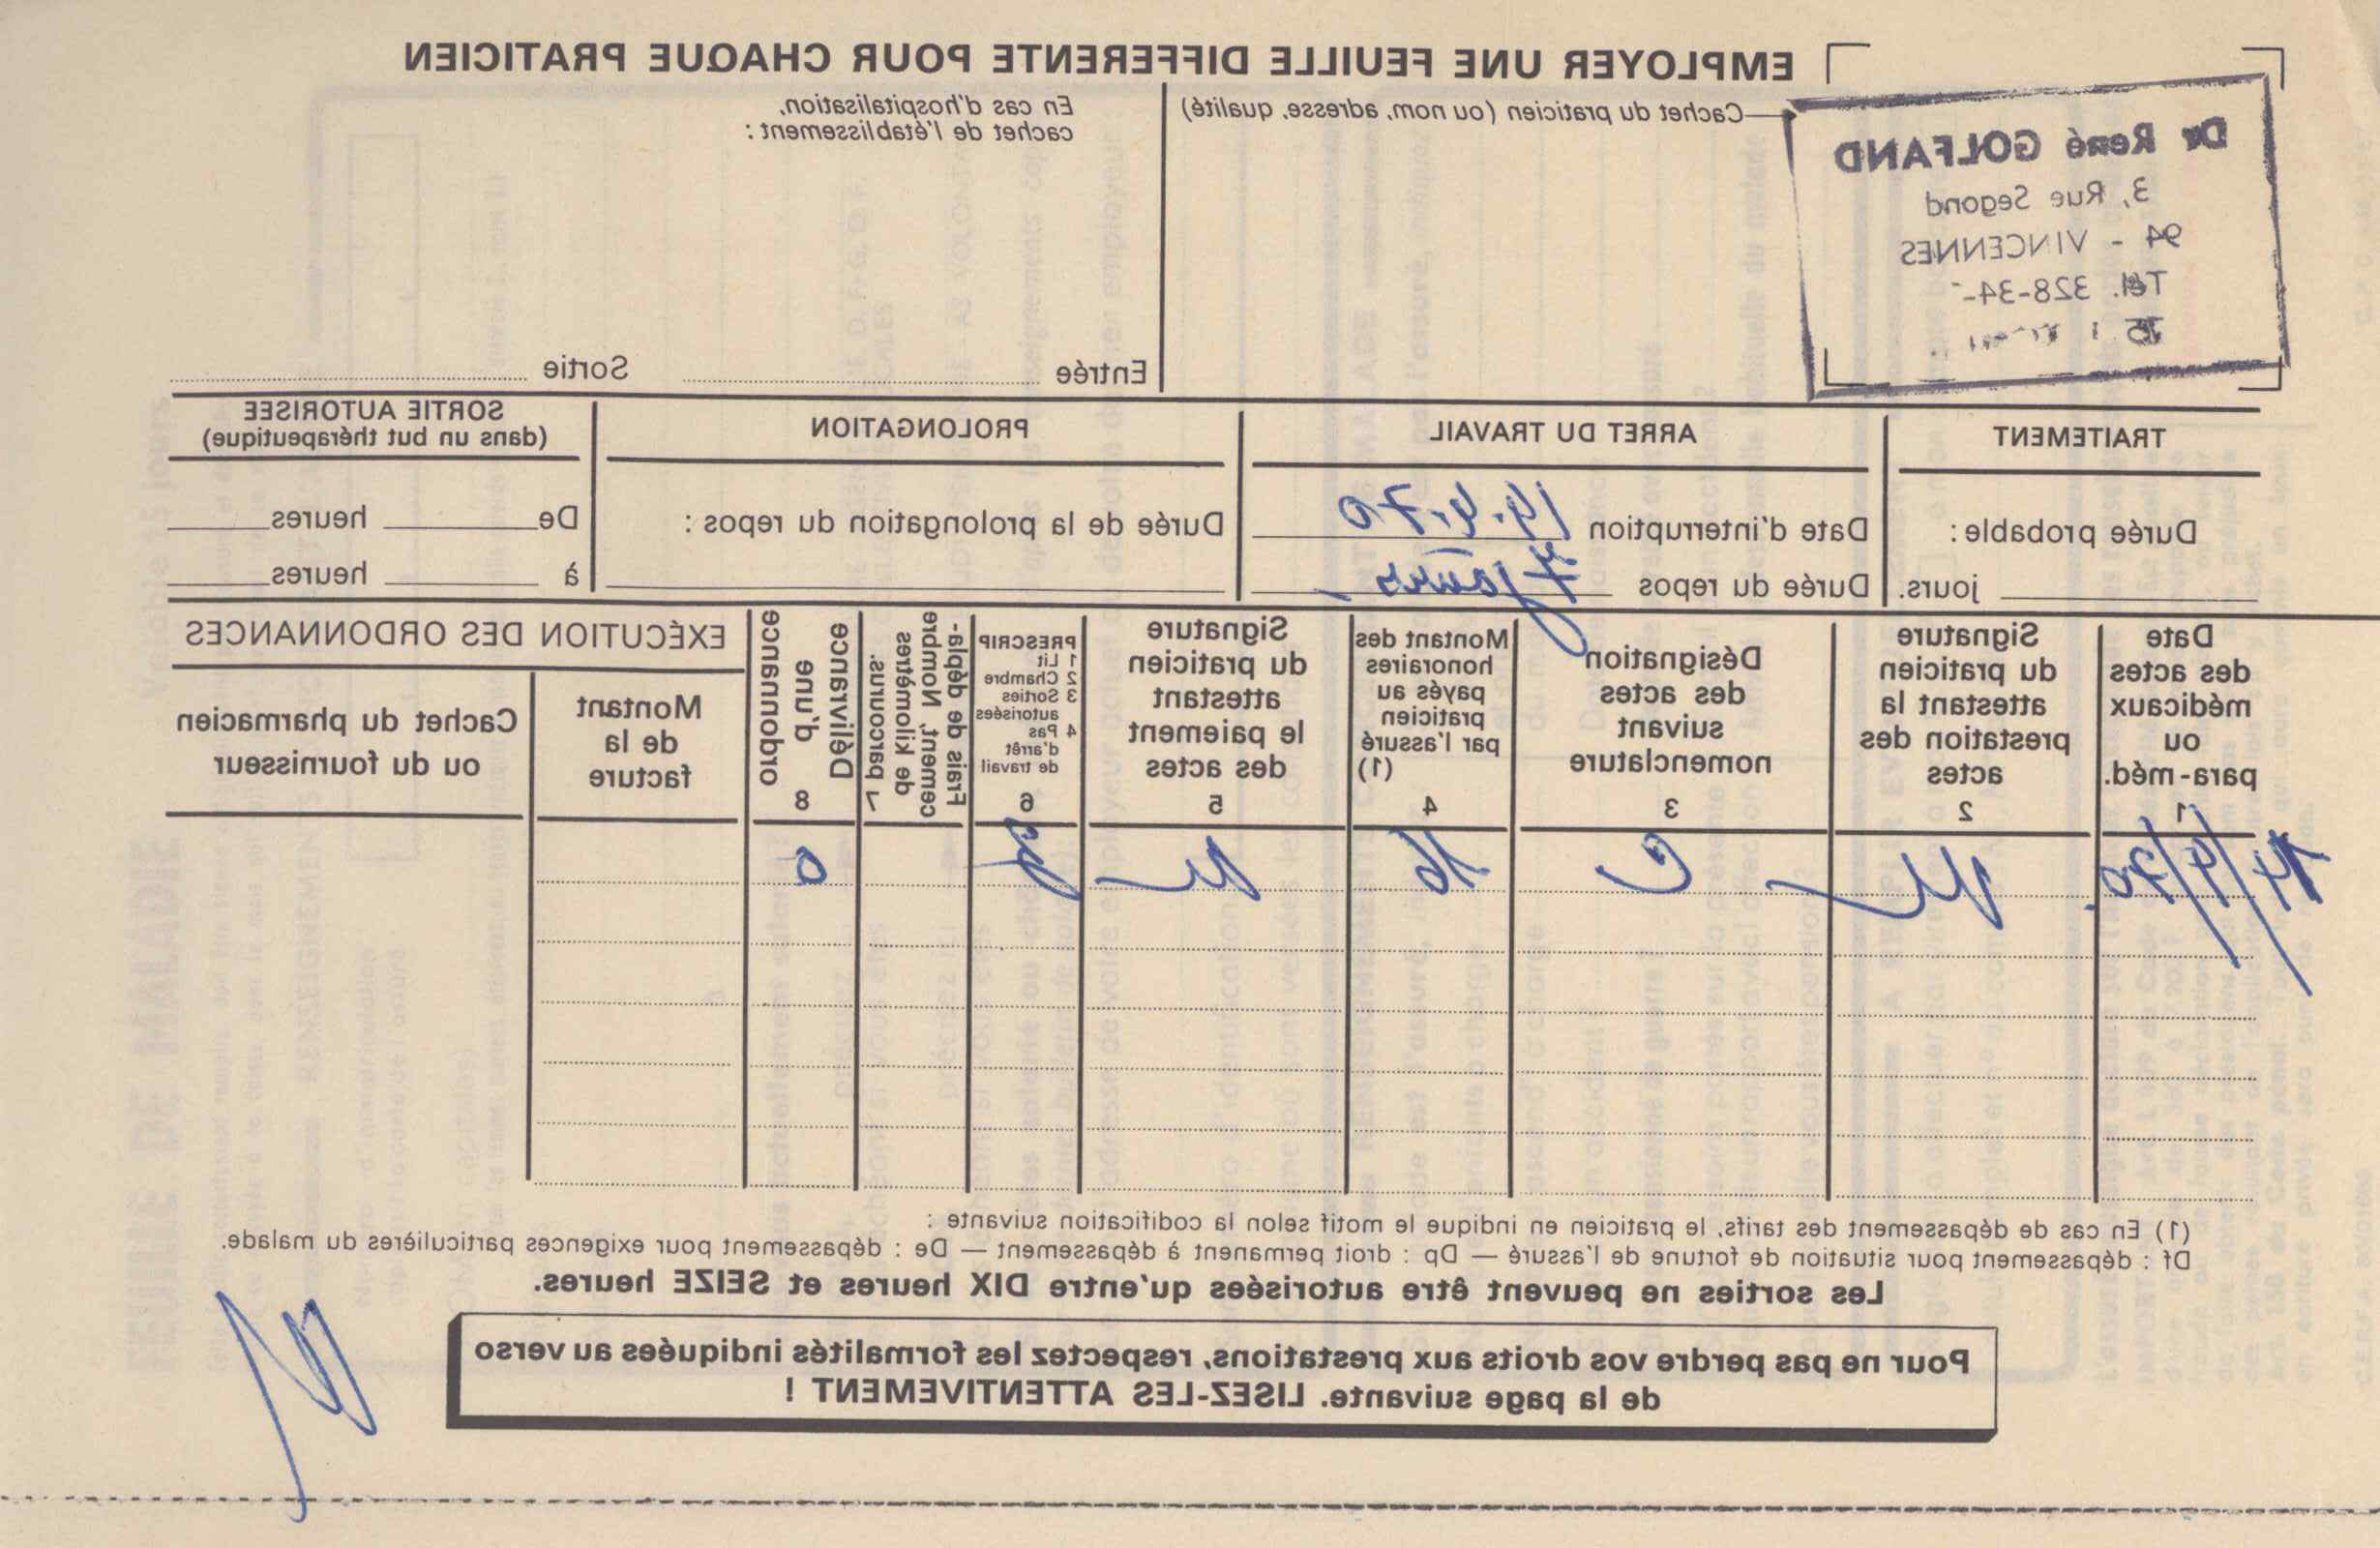 EMPLOYER UNE FEUILLE DIFFERENTE POUR CHAQUE PRATICIEN
Dr René GOLFAND
3, Rue Segond
94 - VINCENNES
Tél. 328-34-
Cachet du praticien (ou nom, adresse, qualité)
En cas d'hospitalisation,
cachet de l'établissement :
Entrée
Sortie
TRAITEMENT
Durée probable :
jours.
ARRET DU TRAVAIL
Date d'interruption 14.4.70
Durée du repos 7 jours
PROLONGATION
Durée de la prolongation du repos :
SORTIE AUTORISEE
(dans un but thérapeutique)
De heures
à heures
Date
des actes
médicaux
ou
para-méd.
1
Signature
du praticien
attestant la
prestation des
actes
2
Désignation
des actes
suivant
nomenclature
3
Montant des
honoraires
payés au
praticien
par l'assuré
(1)
4
Signature
du praticien
attestant
le paiement
des actes
5
PRESCRIP
1 Lit
2 Chambre
3 Sorties
autorisées
4 Pas
d'arrêt
de travail
6
Frais de dépla-
cement, Nombre
de kilomètres
parcourus.
7
Délivrance
d'une
ordonnance
8
EXÉCUTION DES ORDONNANCES
Montant
de la
facture
Cachet du pharmacien
ou du fournisseur
14/4/70. C 16 3 0
(1) En cas de dépassement des tarifs, le praticien en indique le motif selon la codification suivante :
Df : dépassement pour situation de fortune de l'assuré — Dp : droit permanent à dépassement — De : dépassement pour exigences particulières du malade.
Les sorties ne peuvent être autorisées qu'entre DIX heures et SEIZE heures.
Pour ne pas perdre vos droits aux prestations, respectez les formalités indiquées au verso
de la page suivante. LISEZ-LES ATTENTIVEMENT !